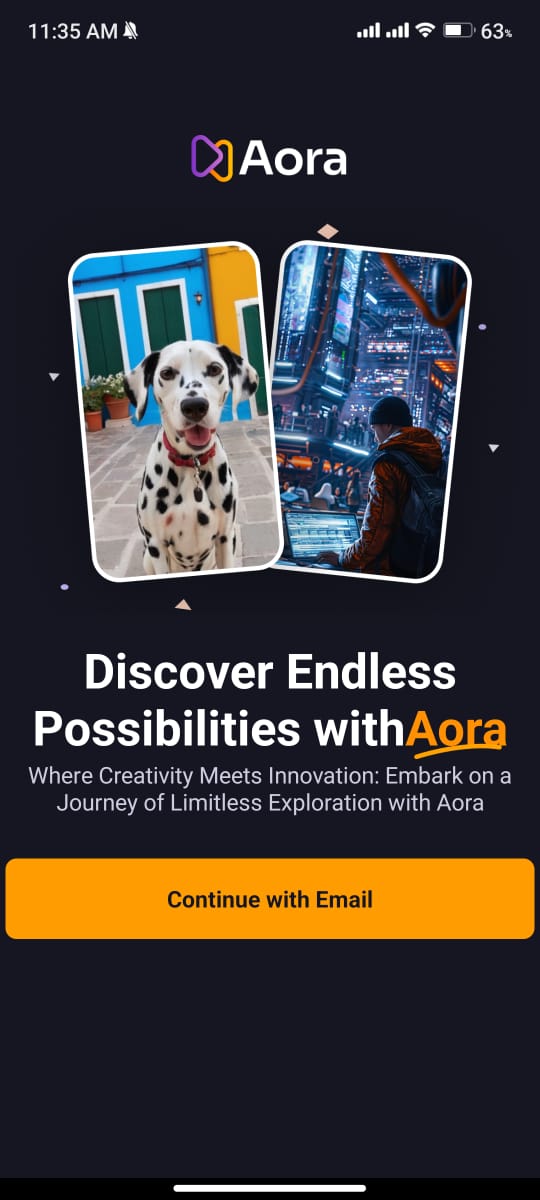 11:35 AM 63%
Aora
Discover Endless
Possibilities withAora
Where Creativity Meets Innovation: Embark on a
Journey of Limitless Exploration with Aora
Continue with Email